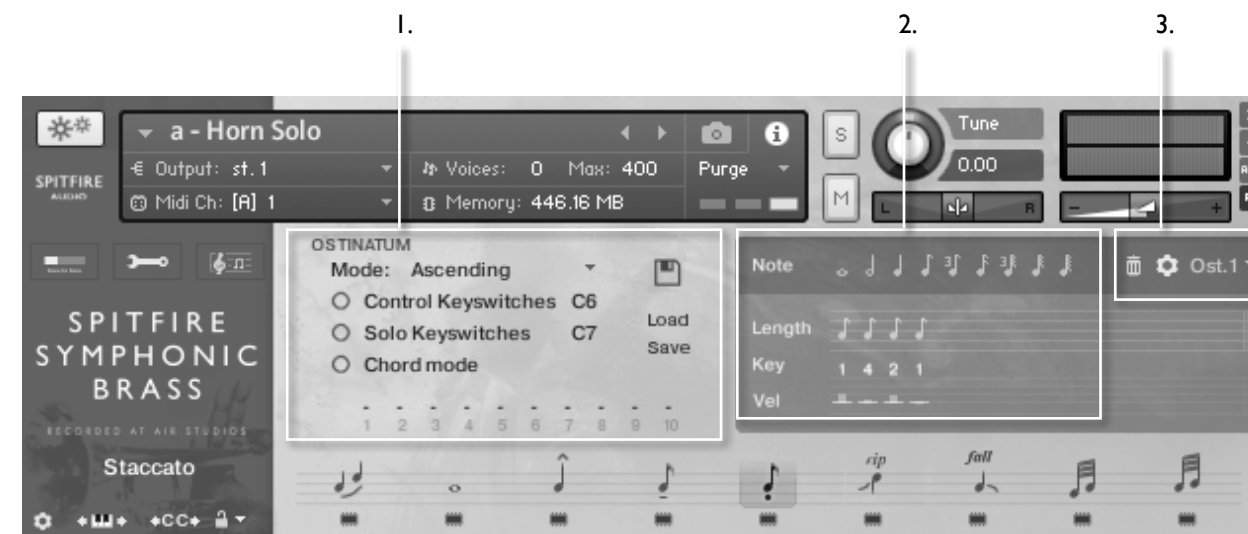 1. 2. 3.
a - Horn Solo
S
Tune
0.00
SPITFIRE
AUDIO
Output: st. 1
Voices: 0 Max: 400
Purge
Midi Ch: [A] 1
Memory: 446.16 MB
M
L R
- +
OSTINATUM
Mode: Ascending
Control Keyswitches C6
Solo Keyswitches C7
Chord mode
Load
Save
1 2 3 4 5 6 7 8 9 10
Note 3 3
Ost.1
Length
Key 1 4 2 1
Vel
SPITFIRE
SYMPHONIC
BRASS
RECORDED AT AIR STUDIOS
Staccato
CC
rip
fall